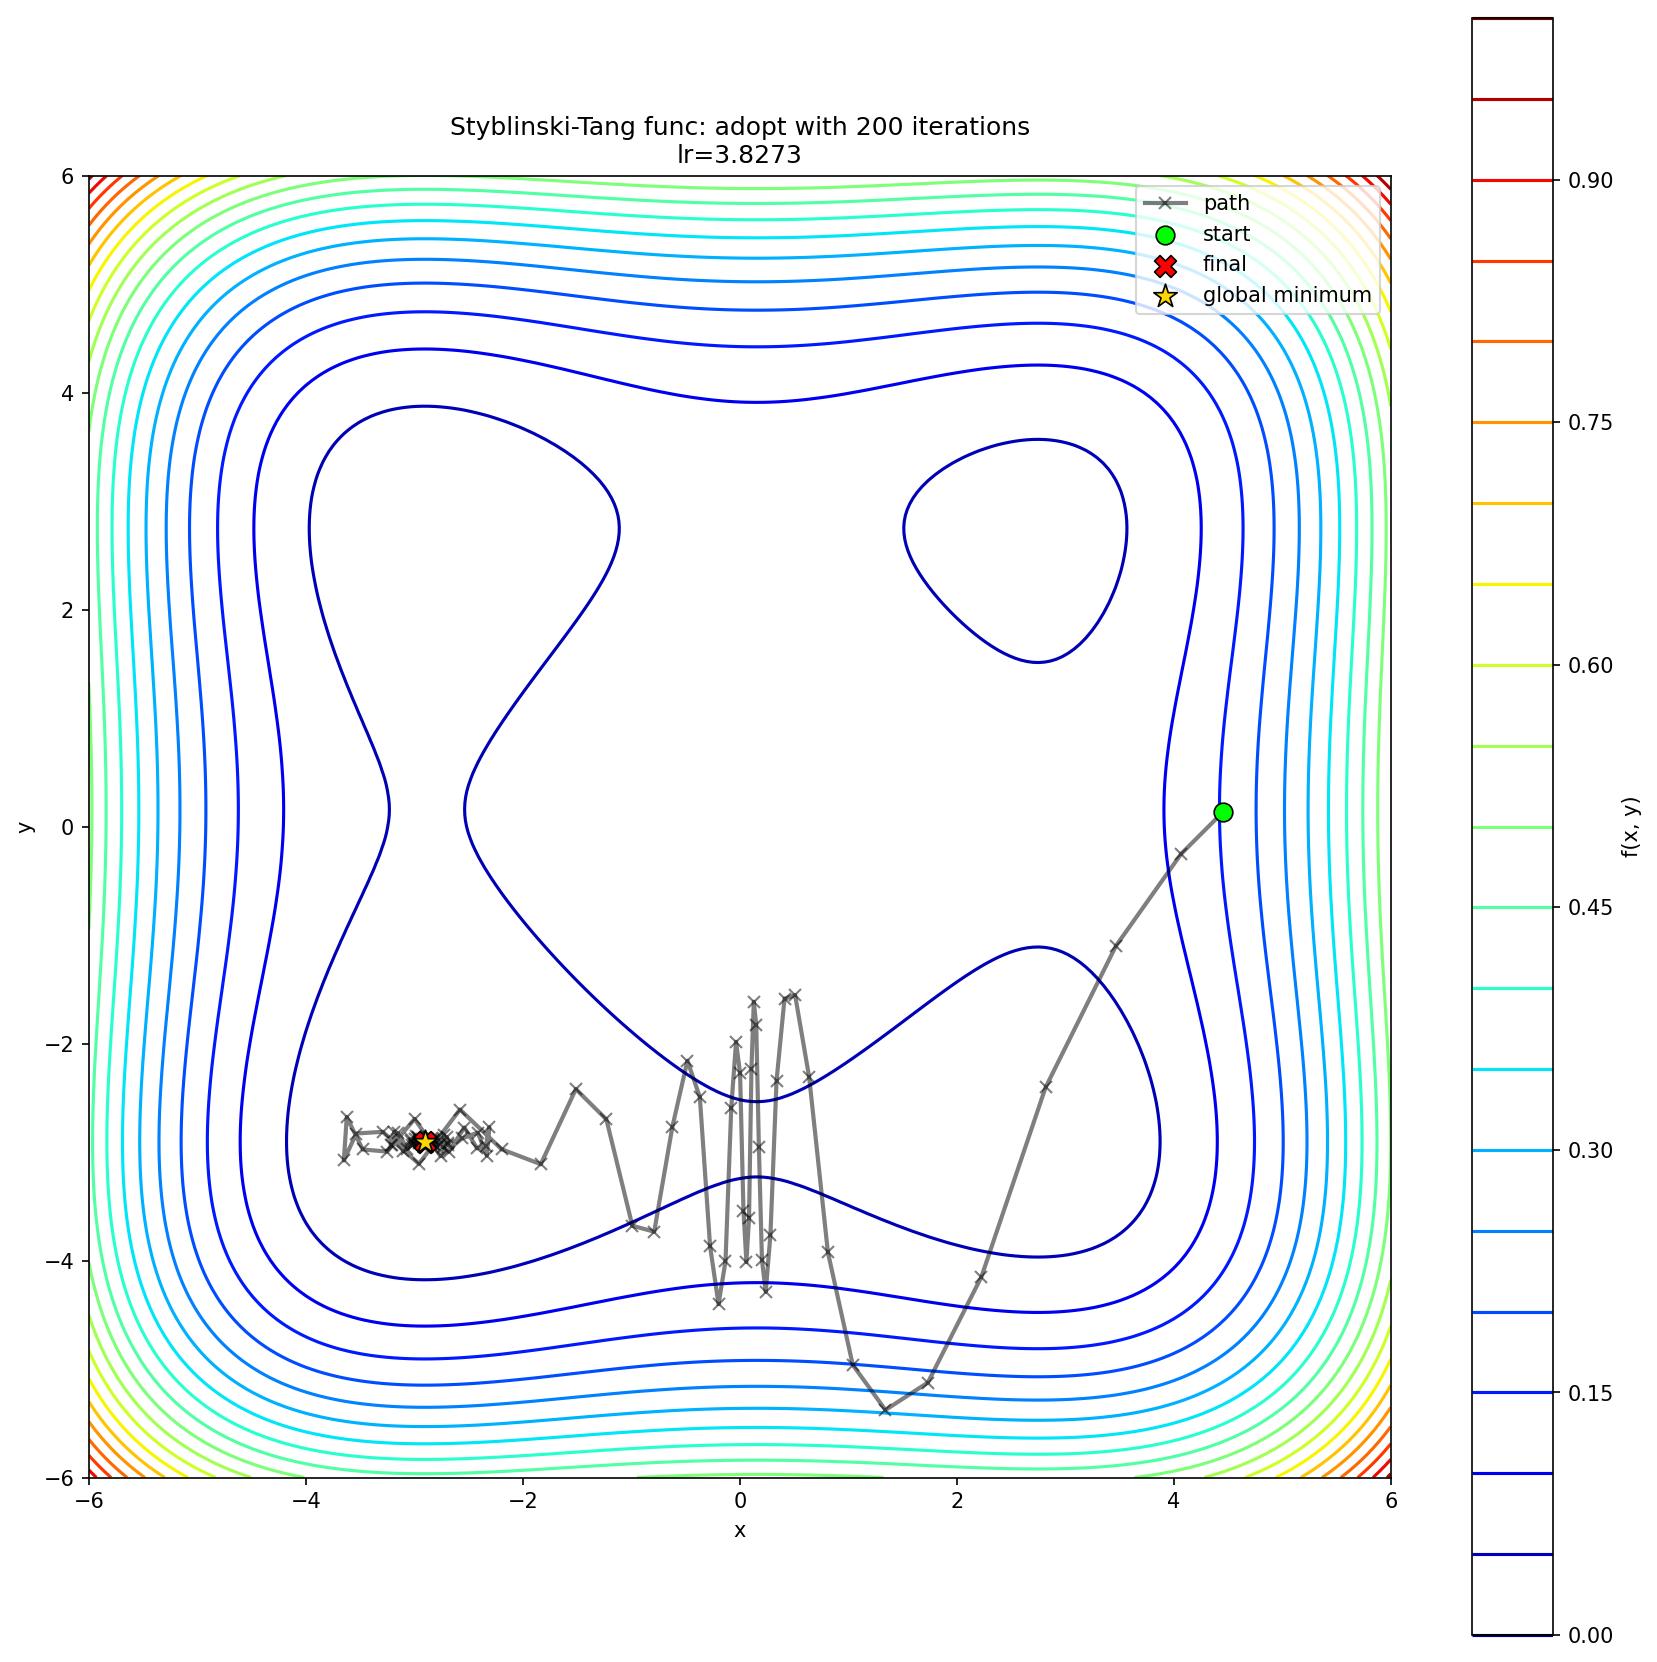 Styblinski-Tang func: adopt with 200 iterations
lr=3.8273
path
start
final
global minimum
6
4
2
0
−2
−4
−6
y
−6
−4
−2
0
2
4
6
x
0.90
0.75
0.60
0.45
0.30
0.15
0.00
f(x, y)